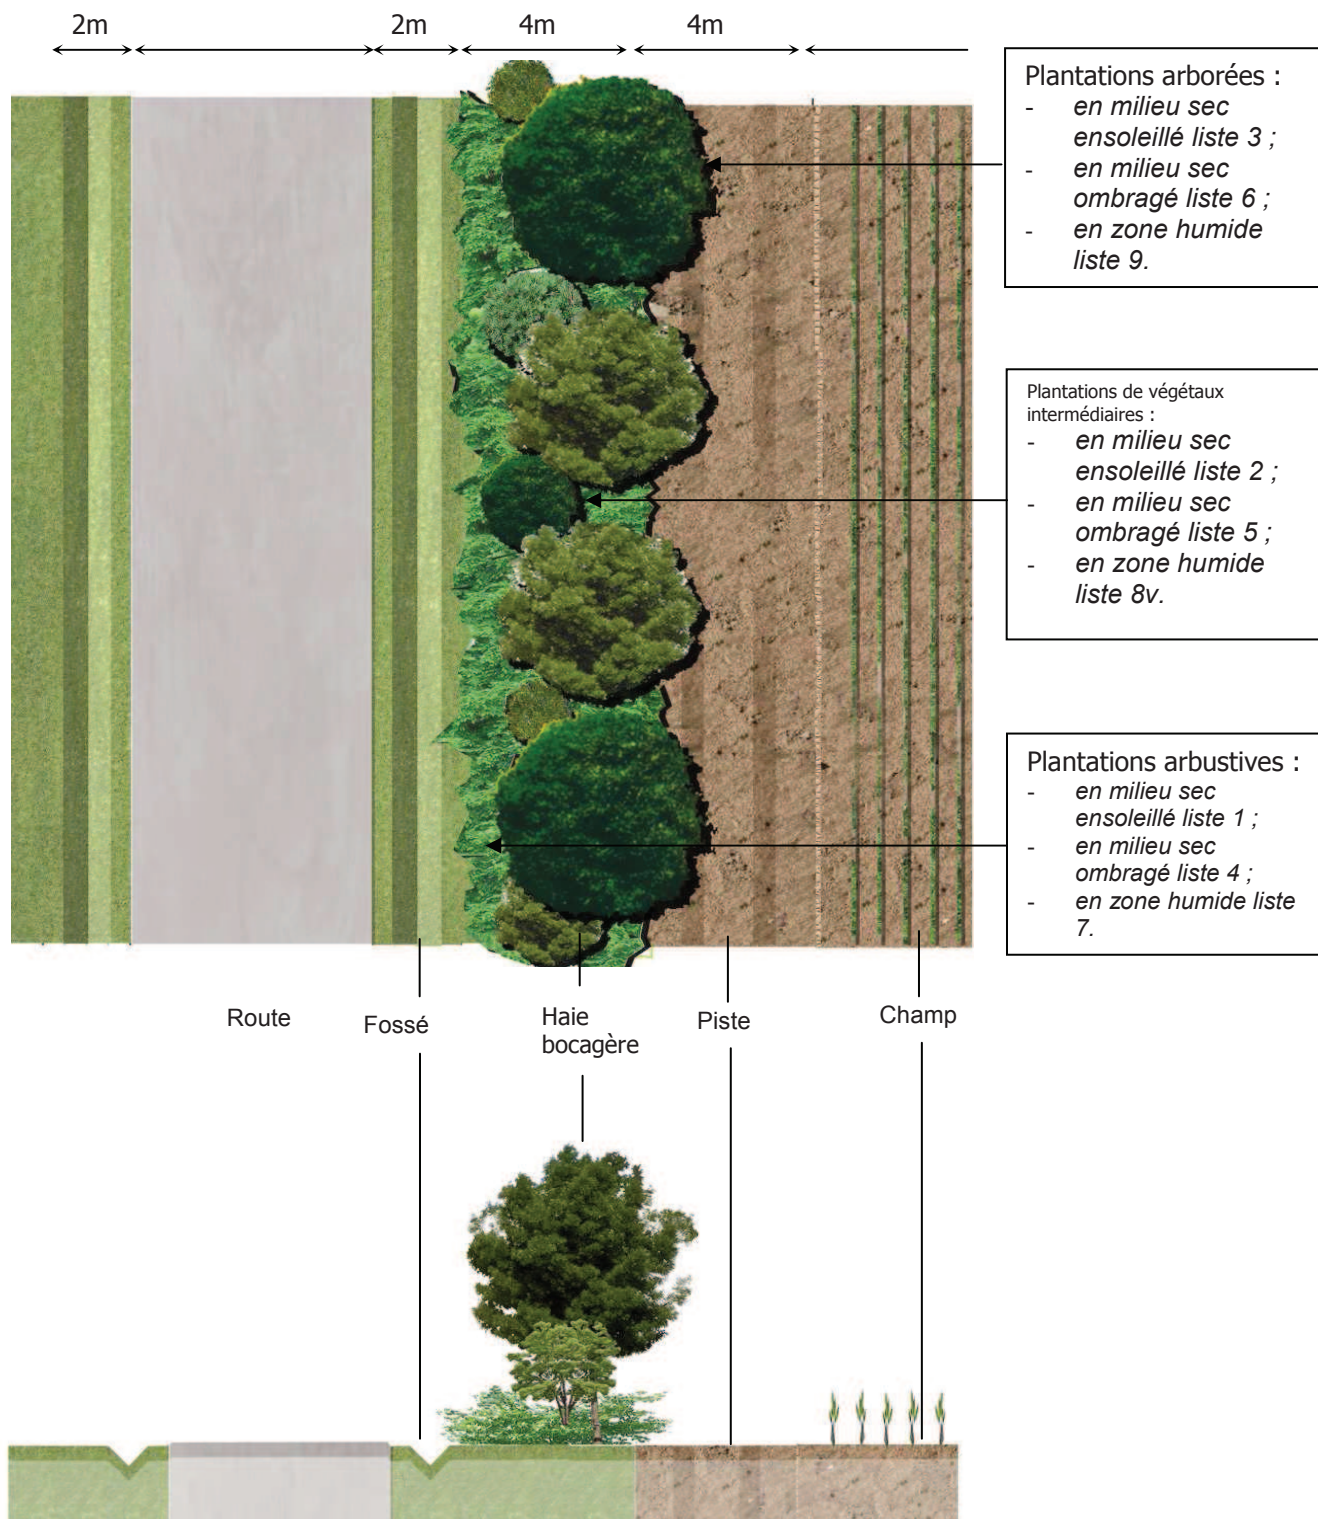 2m 2m 4m 4m
Plantations arborées :
- en milieu sec
ensoleillé liste 3 ;
- en milieu sec
ombragé liste 6 ;
- en zone humide
liste 9.
Plantations de végétaux
intermédiaires :
- en milieu sec
ensoleillé liste 2 ;
- en milieu sec
ombragé liste 5 ;
- en zone humide
liste 8v.
Plantations arbustives :
- en milieu sec
ensoleillé liste 1 ;
- en milieu sec
ombragé liste 4 ;
- en zone humide liste
7.
Route
Fossé
Haie
bocagère
Piste
Champ